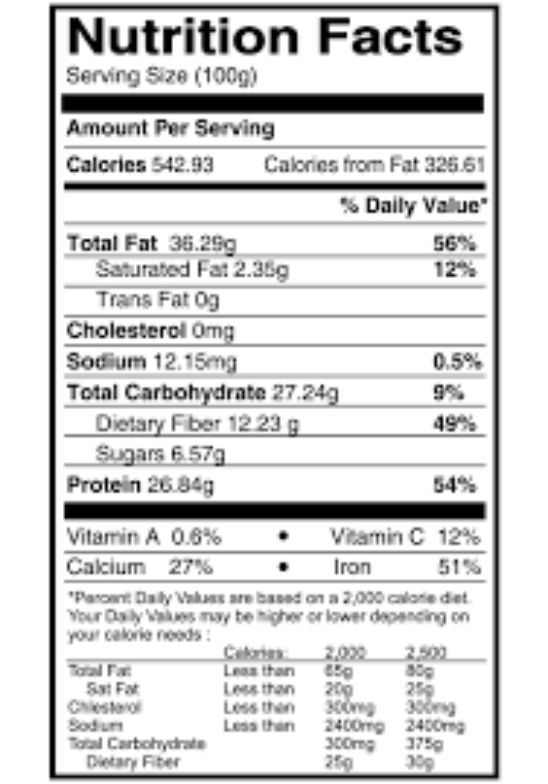 Nutrition Facts
Serving Size (100g)
Amount Per Serving
Calories 542.93 Calories from Fat 326.61
% Daily Value*
Total Fat 36.29g 56%
Saturated Fat 2.35g 12%
Trans Fat 0g
Cholesterol 0mg
Sodium 12.15mg 0.5%
Total Carbohydrate 27.24g 9%
Dietary Fiber 12.23 g 49%
Sugars 6.57g
Protein 26.84g 54%
Vitamin A 0.6% • Vitamin C 12%
Calcium 27% • Iron 51%
*Percent Daily Values are based on a 2,000 calorie diet.
Your Daily Values may be higher or lower depending on
your calorie needs :
Calories: 2,000 2,500
Total Fat Less than 65g 80g
Sat Fat Less than 20g 25g
Chlesterol Less than 300mg 300mg
Sodium Less than 2400mg 2400mg
Total Carbohydrate 300mg 375g
Dietary Fiber 25g 30g